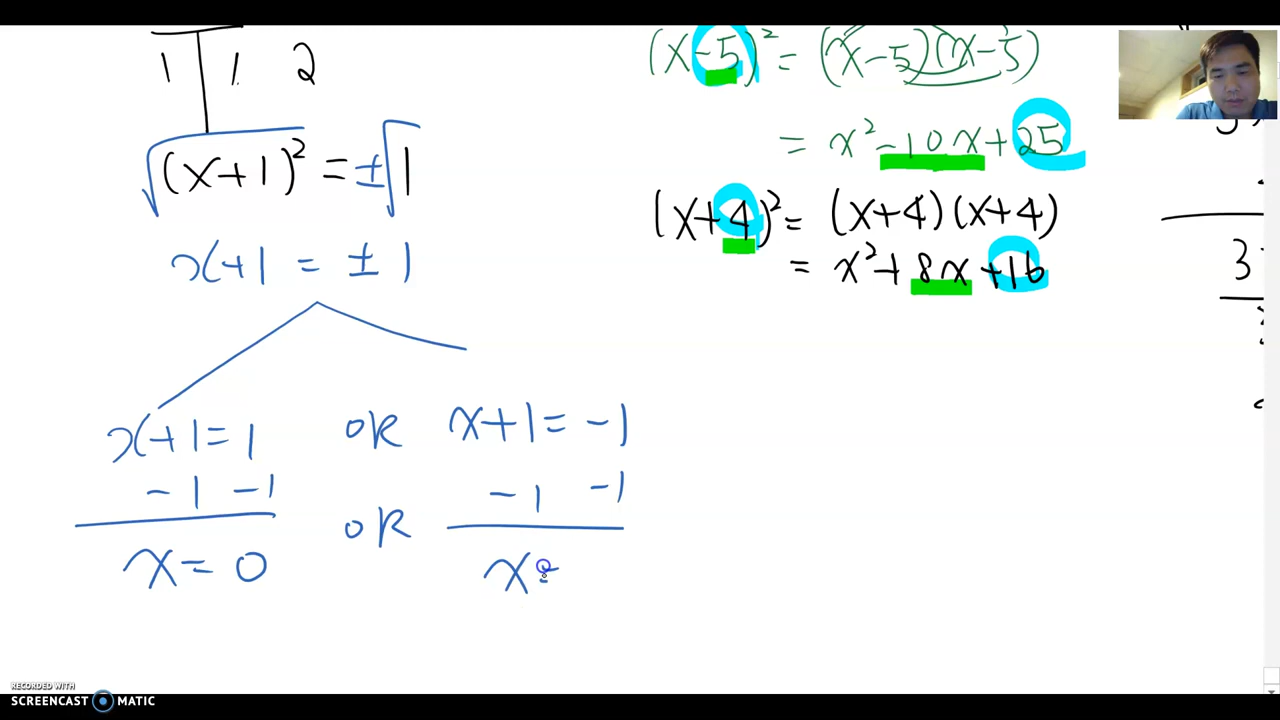 1 1 2
√(x+1)² = ±√1
x+1 = ± 1
x+1=1 OR x+1= -1
-1 -1 -1 -1
x= 0 OR x
(x-5)² = (x-5)(x-5)
= x²-10x+25
(x+4)² = (x+4)(x+4)
= x²+8x+16
3
RECORDED WITH
SCREENCAST MATIC